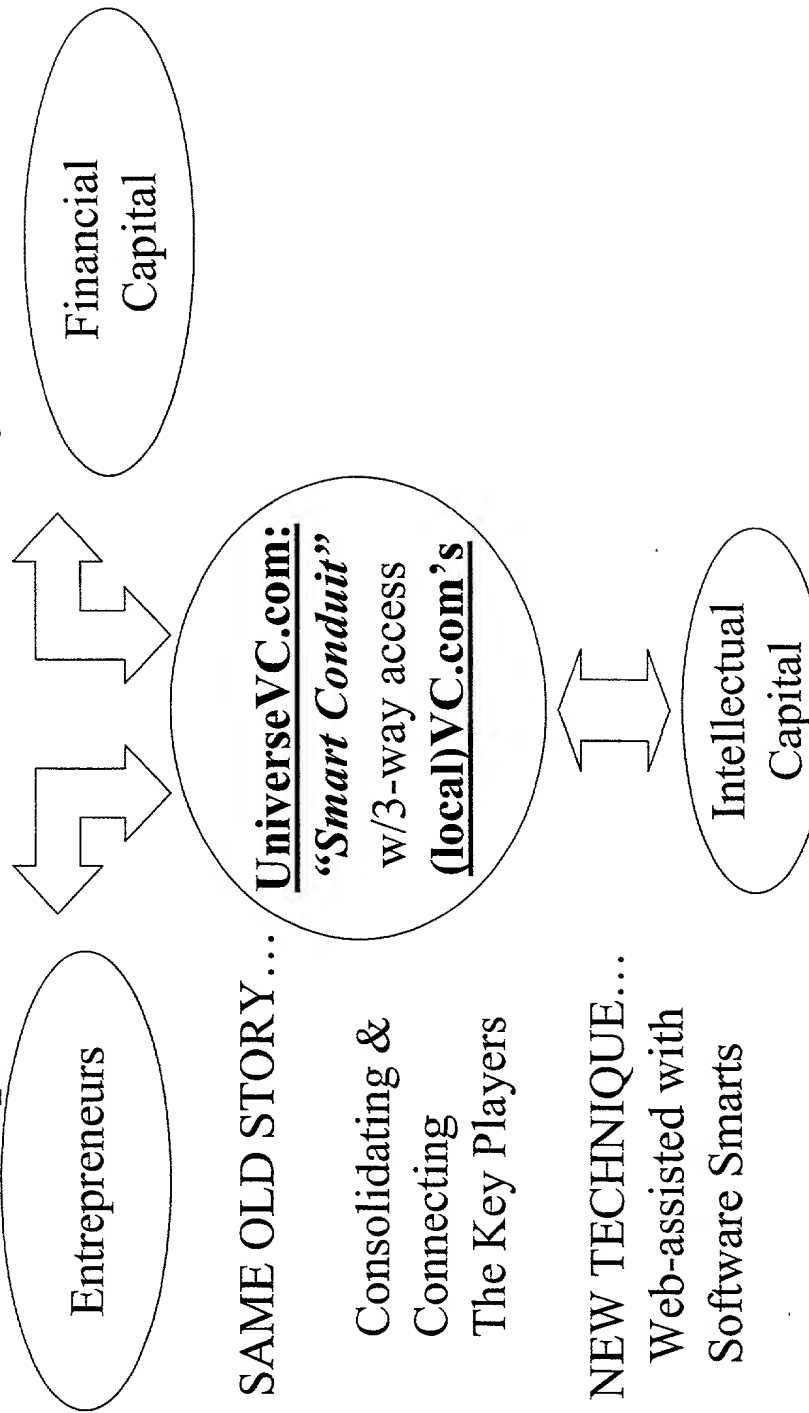 Entrepreneurs
Financial
Capital
UniverseVC.com:
“Smart Conduit”
w/3-way access
(local)VC.com’s
SAME OLD STORY…
Consolidating &
Connecting
The Key Players
NEW TECHNIQUE…
Web-assisted with
Software Smarts
Intellectual
Capital